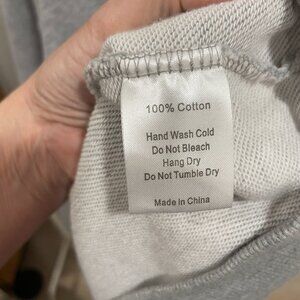 100% Cotton
Hand Wash Cold
Do Not Bleach
Hang Dry
Do Not Tumble Dry
Made in China